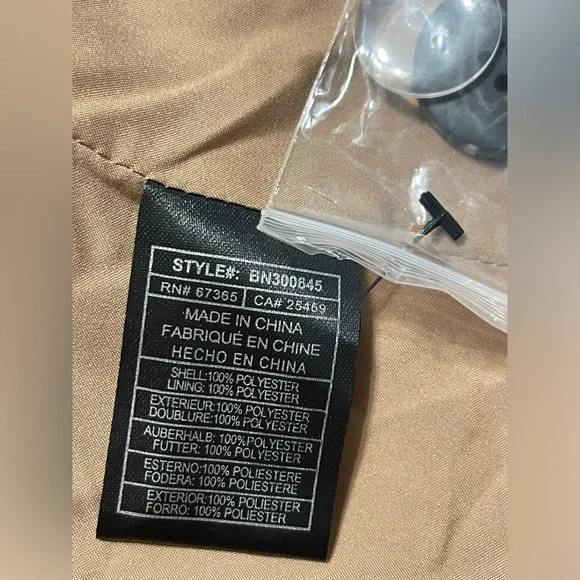 STYLE#: BN300845
RN# 67365 CA# 25469
MADE IN CHINA
FABRIQUÉ EN CHINE
HECHO EN CHINA
SHELL:100% POLYESTER
LINING: 100% POLYESTER
EXTERIEUR:100% POLYESTER
DOUBLURE:100% POLYESTER
AUBERHALB: 100%POLYESTER
FUTTER: 100% POLYESTER
ESTERNO:100% POLIESTERE
FODERA: 100% POLIESTERE
EXTERIOR:100% POLYESTER
FORRO: 100% POLYESTER